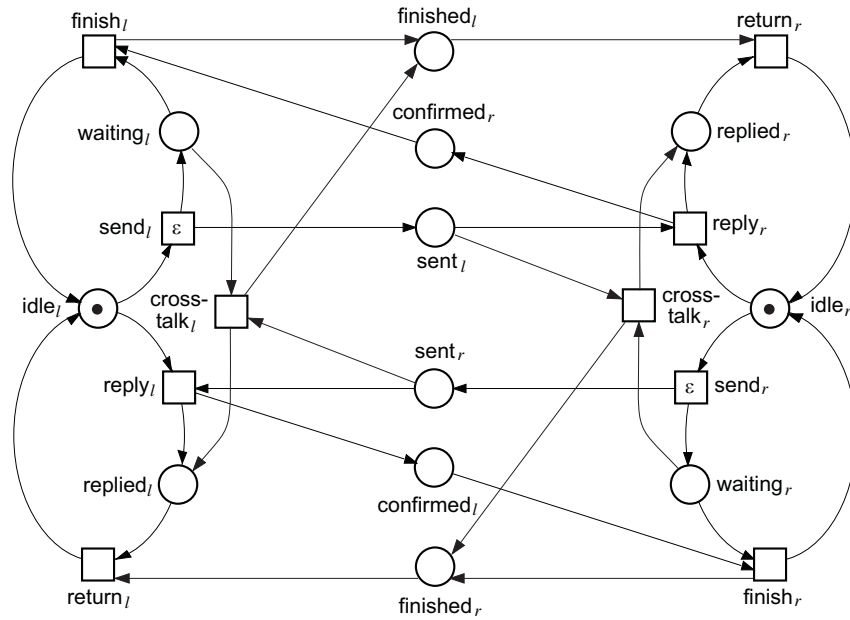 finish_l
finished_l
return_r
waiting_l
confirmed_r
replied_r
send_l
ε
sent_l
reply_r
idle_l
cross-
talk_l
cross-
talk_r
idle_r
sent_r
reply_l
ε
send_r
replied_l
confirmed_l
waiting_r
return_l
finished_r
finish_r